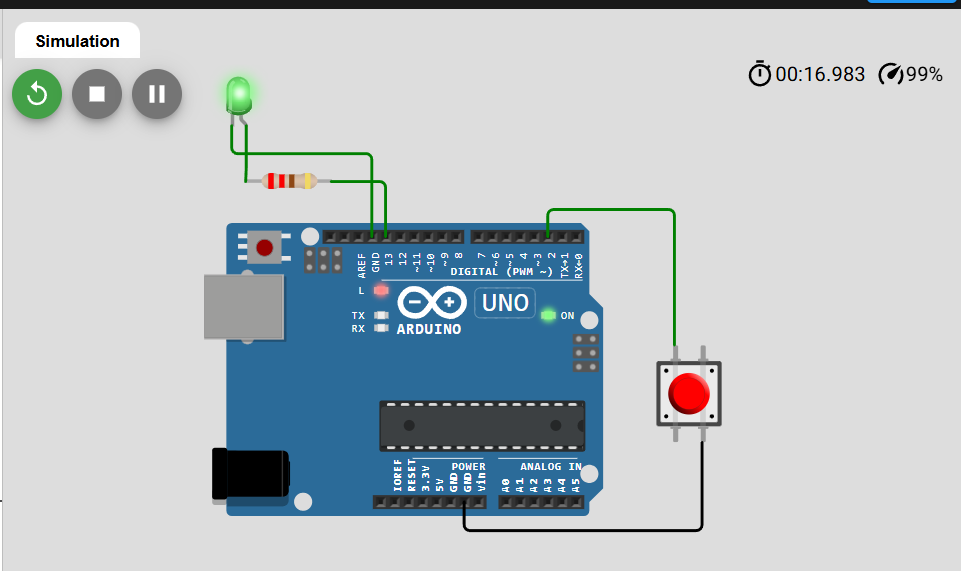 Simulation
00:16.983 99%
AREF GND 13 12 ~11 ~10 ~9 8 7 ~6 ~5 4 ~3 2 TX→1 RX←0
DIGITAL (PWM ~)
L
UNO
ON
TX
RX
ARDUINO
POWER ANALOG IN
IOREF RESET 3.3V 5V GND GND Vin A0 A1 A2 A3 A4 A5